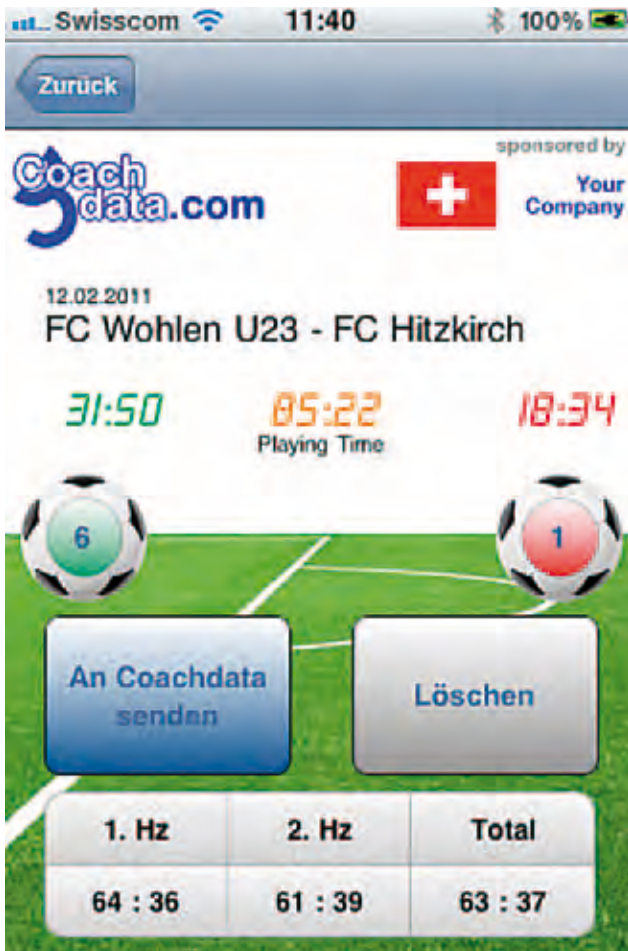 Swisscom 11:40 100%
Zurück
sponsored by
Coach
data.com
Your
Company
12.02.2011
FC Wohlen U23 - FC Hitzkirch
31:50 05:22 18:34
Playing Time
6 1
An Coachdata
senden
Löschen
1. Hz 2. Hz Total
64 : 36 61 : 39 63 : 37